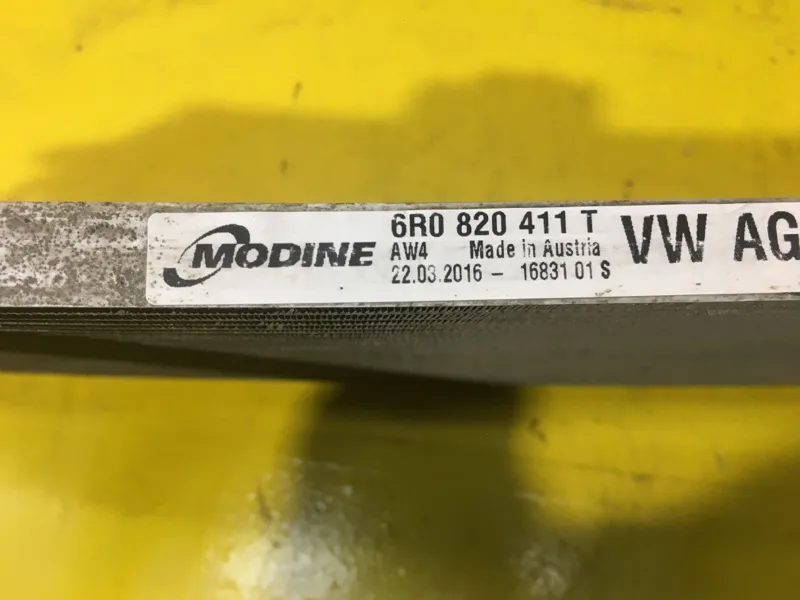 MODINE
6R0 820 411 T
AW4 Made in Austria
22.03.2016 - 16831 01 S
VW AG